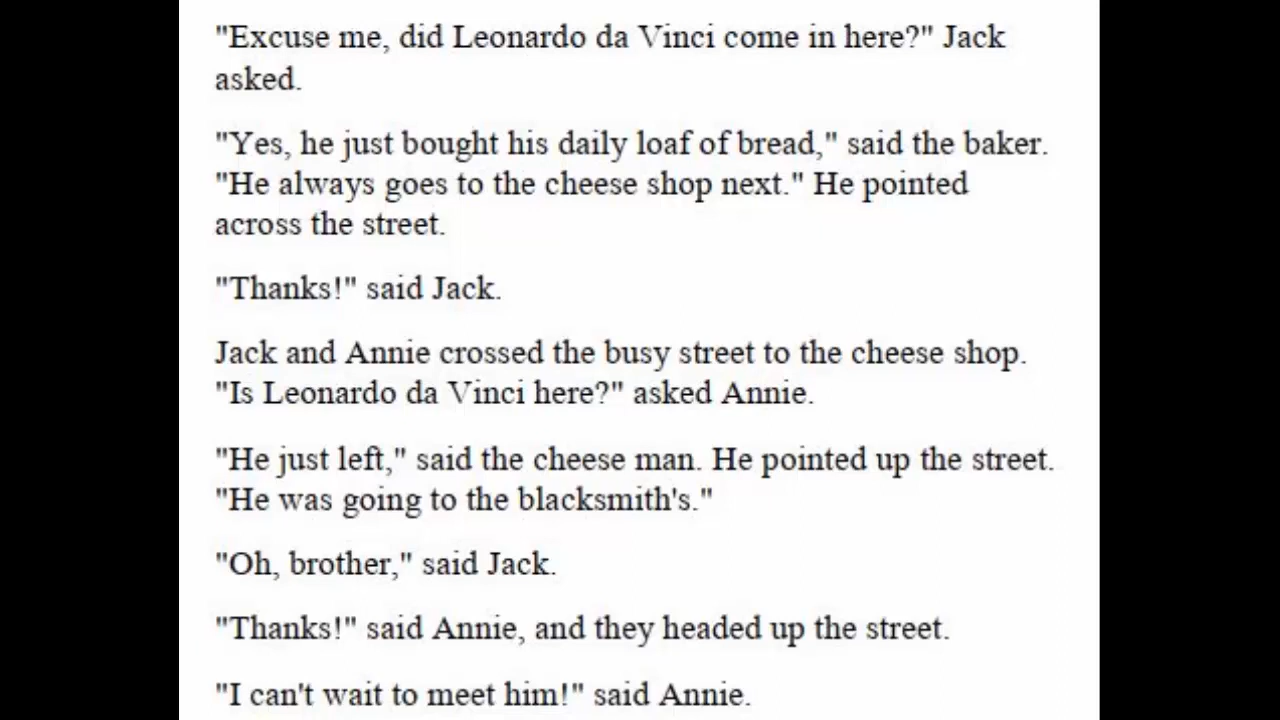 "Excuse me, did Leonardo da Vinci come in here?" Jack
asked.
"Yes, he just bought his daily loaf of bread," said the baker.
"He always goes to the cheese shop next." He pointed
across the street.
"Thanks!" said Jack.
Jack and Annie crossed the busy street to the cheese shop.
"Is Leonardo da Vinci here?" asked Annie.
"He just left," said the cheese man. He pointed up the street.
"He was going to the blacksmith's."
"Oh, brother," said Jack.
"Thanks!" said Annie, and they headed up the street.
"I can't wait to meet him!" said Annie.